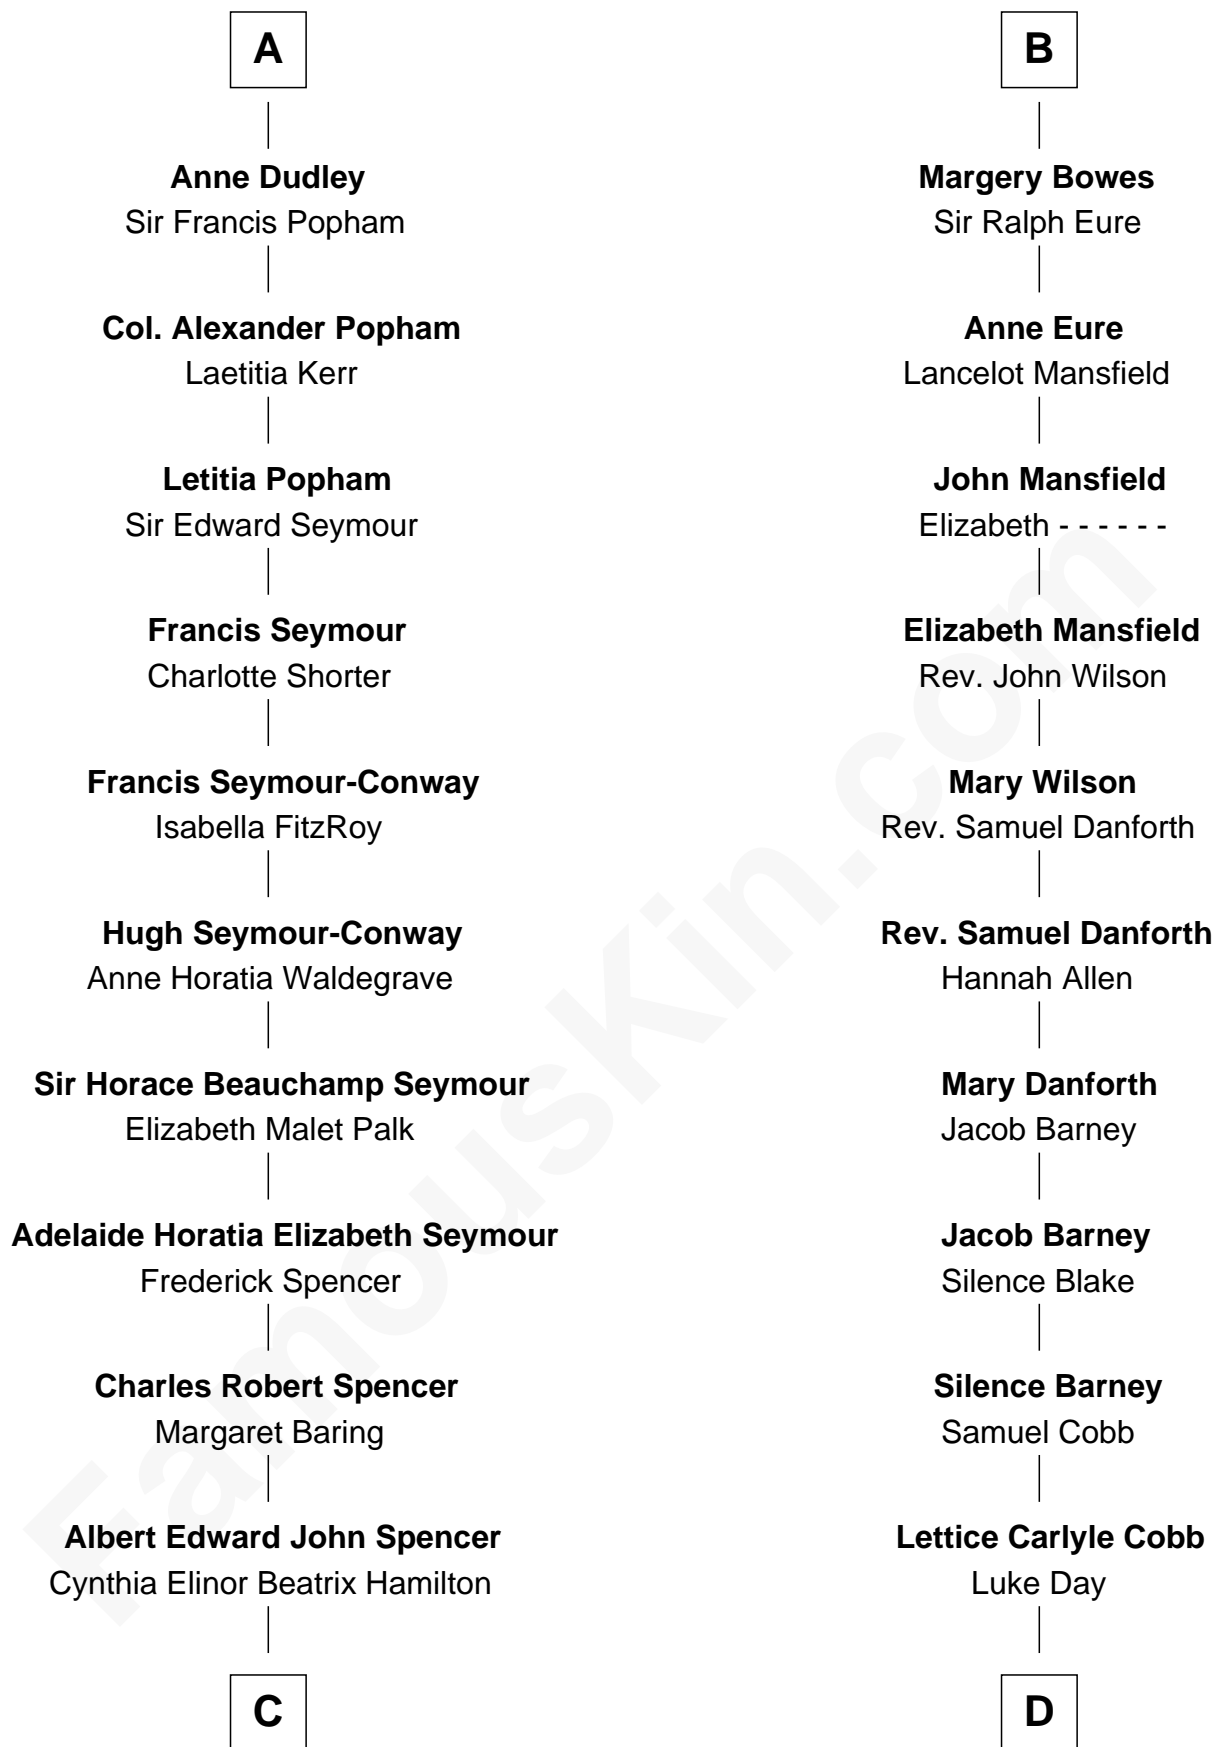 A
Anne Dudley
Sir Francis Popham
Col. Alexander Popham
Laetitia Kerr
Letitia Popham
Sir Edward Seymour
Francis Seymour
Charlotte Shorter
Francis Seymour-Conway
Isabella FitzRoy
Hugh Seymour-Conway
Anne Horatia Waldegrave
Sir Horace Beauchamp Seymour
Elizabeth Malet Palk
Adelaide Horatia Elizabeth Seymour
Frederick Spencer
Charles Robert Spencer
Margaret Baring
Albert Edward John Spencer
Cynthia Elinor Beatrix Hamilton
C
B
Margery Bowes
Sir Ralph Eure
Anne Eure
Lancelot Mansfield
John Mansfield
Elizabeth - - - - - -
Elizabeth Mansfield
Rev. John Wilson
Mary Wilson
Rev. Samuel Danforth
Rev. Samuel Danforth
Hannah Allen
Mary Danforth
Jacob Barney
Jacob Barney
Silence Blake
Silence Barney
Samuel Cobb
Lettice Carlyle Cobb
Luke Day
D
FamousKin.com